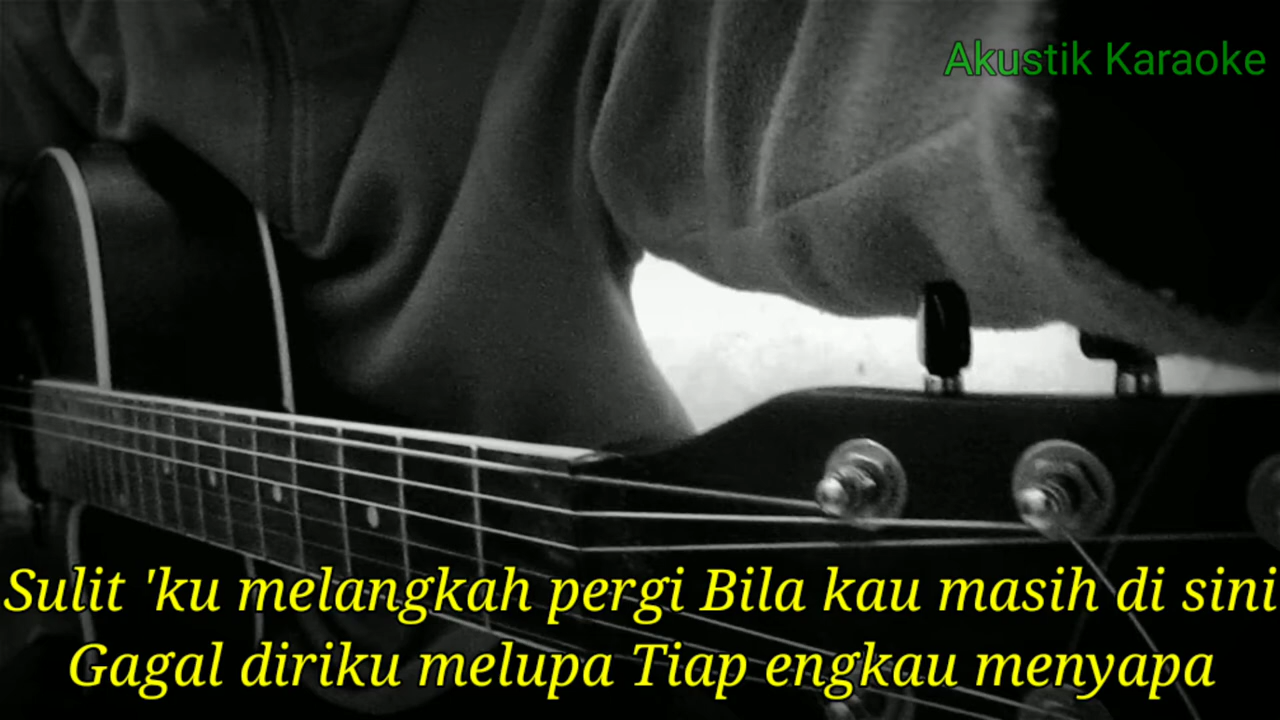 Akustik Karaoke
Sulit 'ku melangkah pergi Bila kau masih di sini
Gagal diriku melupa Tiap engkau menyapa